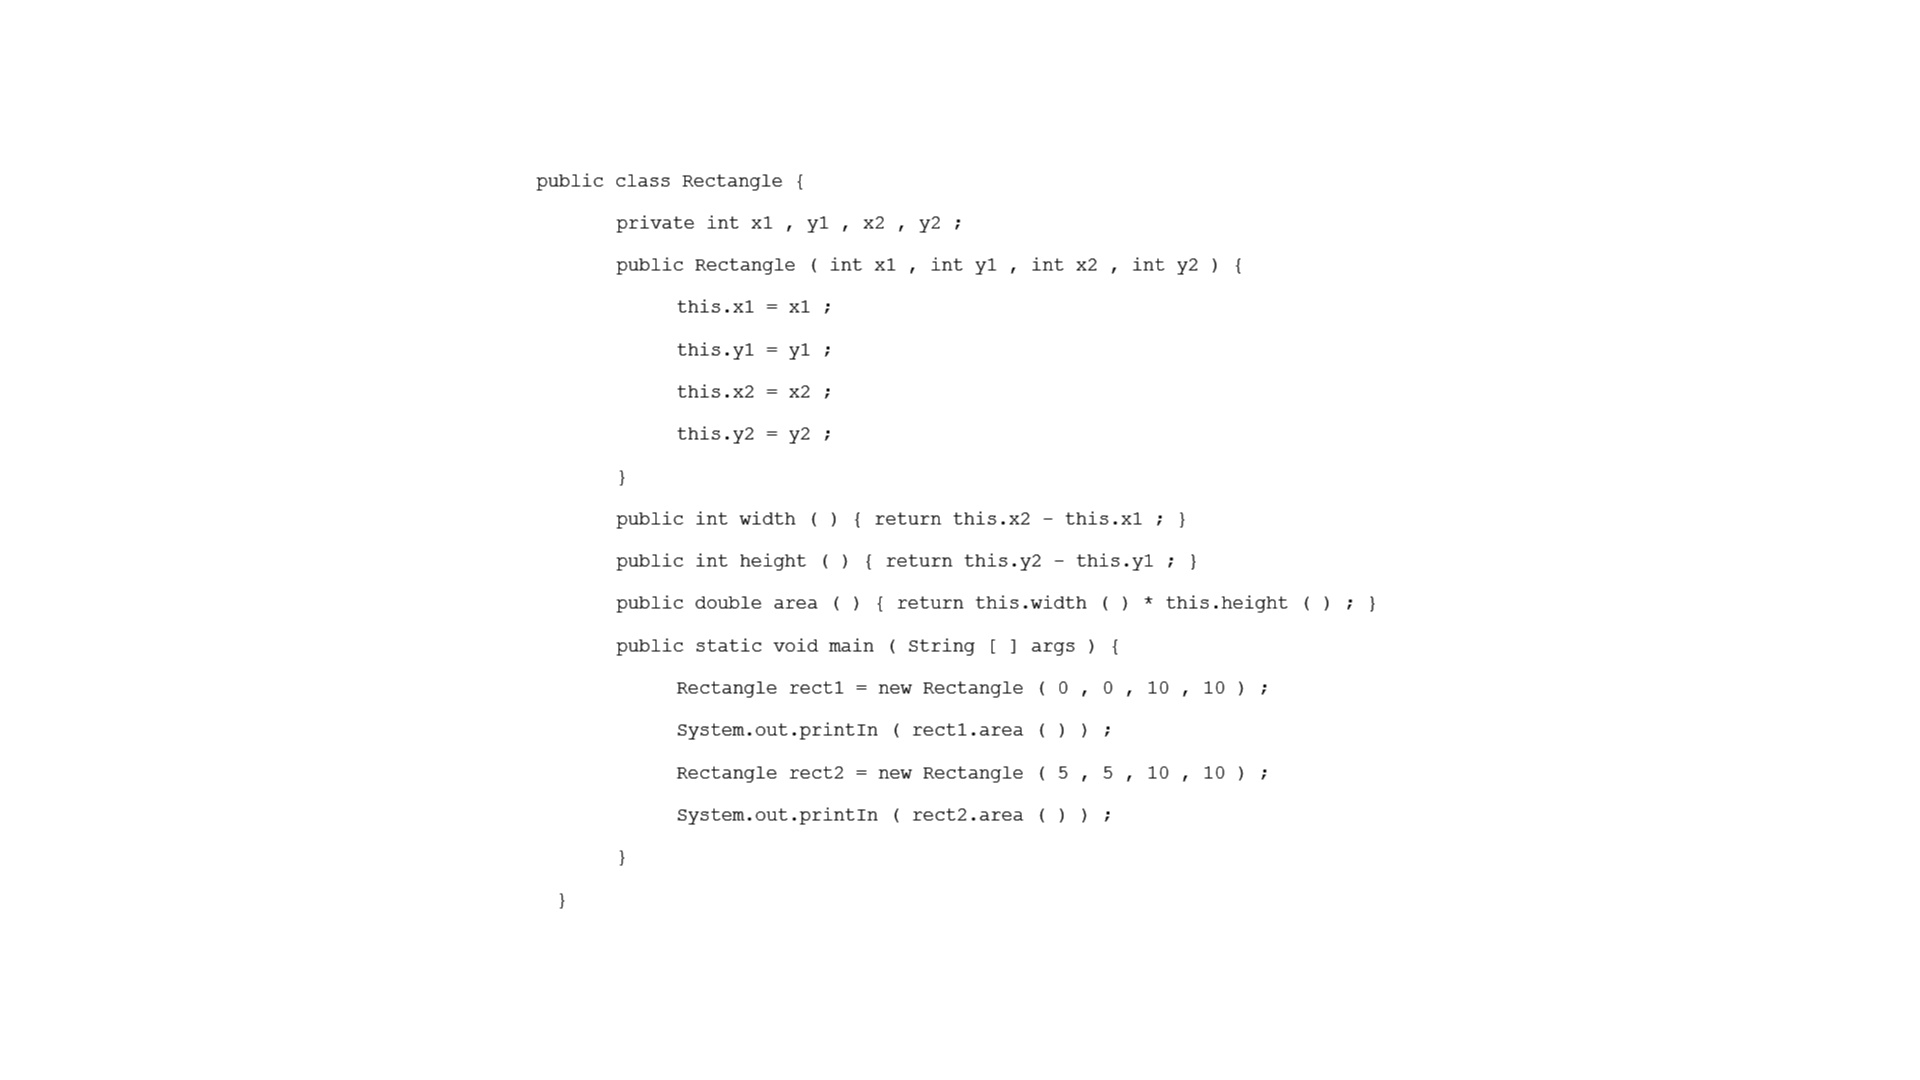 public class Rectangle {
private int x1 , y1 , x2 , y2 ;
public Rectangle ( int x1 , int y1 , int x2 , int y2 ) {
this.x1 = x1 ;
this.y1 = y1 ;
this.x2 = x2 ;
this.y2 = y2 ;
}
public int width ( ) { return this.x2 – this.x1 ; }
public int height ( ) { return this.y2 – this.y1 ; }
public double area ( ) { return this.width ( ) * this.height ( ) ; }
public static void main ( String [ ] args ) {
Rectangle rect1 = new Rectangle ( 0 , 0 , 10 , 10 ) ;
System.out.printIn ( rect1.area ( ) ) ;
Rectangle rect2 = new Rectangle ( 5 , 5 , 10 , 10 ) ;
System.out.printIn ( rect2.area ( ) ) ;
}
}